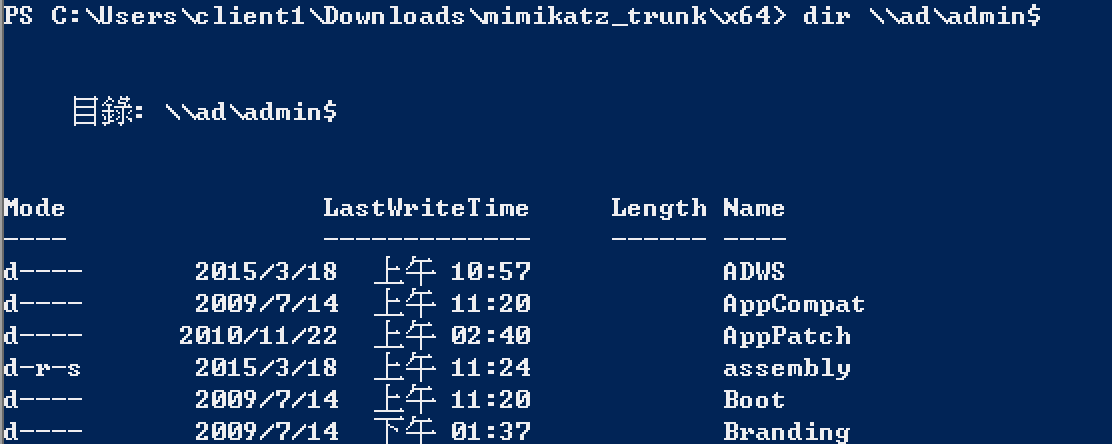 PS C:\Users\client1\Downloads\mimikatz_trunk\x64> dir \\ad\admin$
目錄: \\ad\admin$
Mode LastWriteTime Length Name
---- ------------- ------ ----
d---- 2015/3/18 上午 10:57 ADWS
d---- 2009/7/14 上午 11:20 AppCompat
d---- 2010/11/22 上午 02:40 AppPatch
d-r-s 2015/3/18 上午 11:24 assembly
d---- 2009/7/14 上午 11:20 Boot
d---- 2009/7/14 下午 01:37 Branding